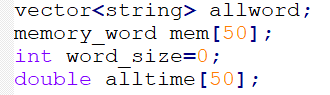 vector<string> allword;
memory_word mem[50];
int word_size=0;
double alltime[50];